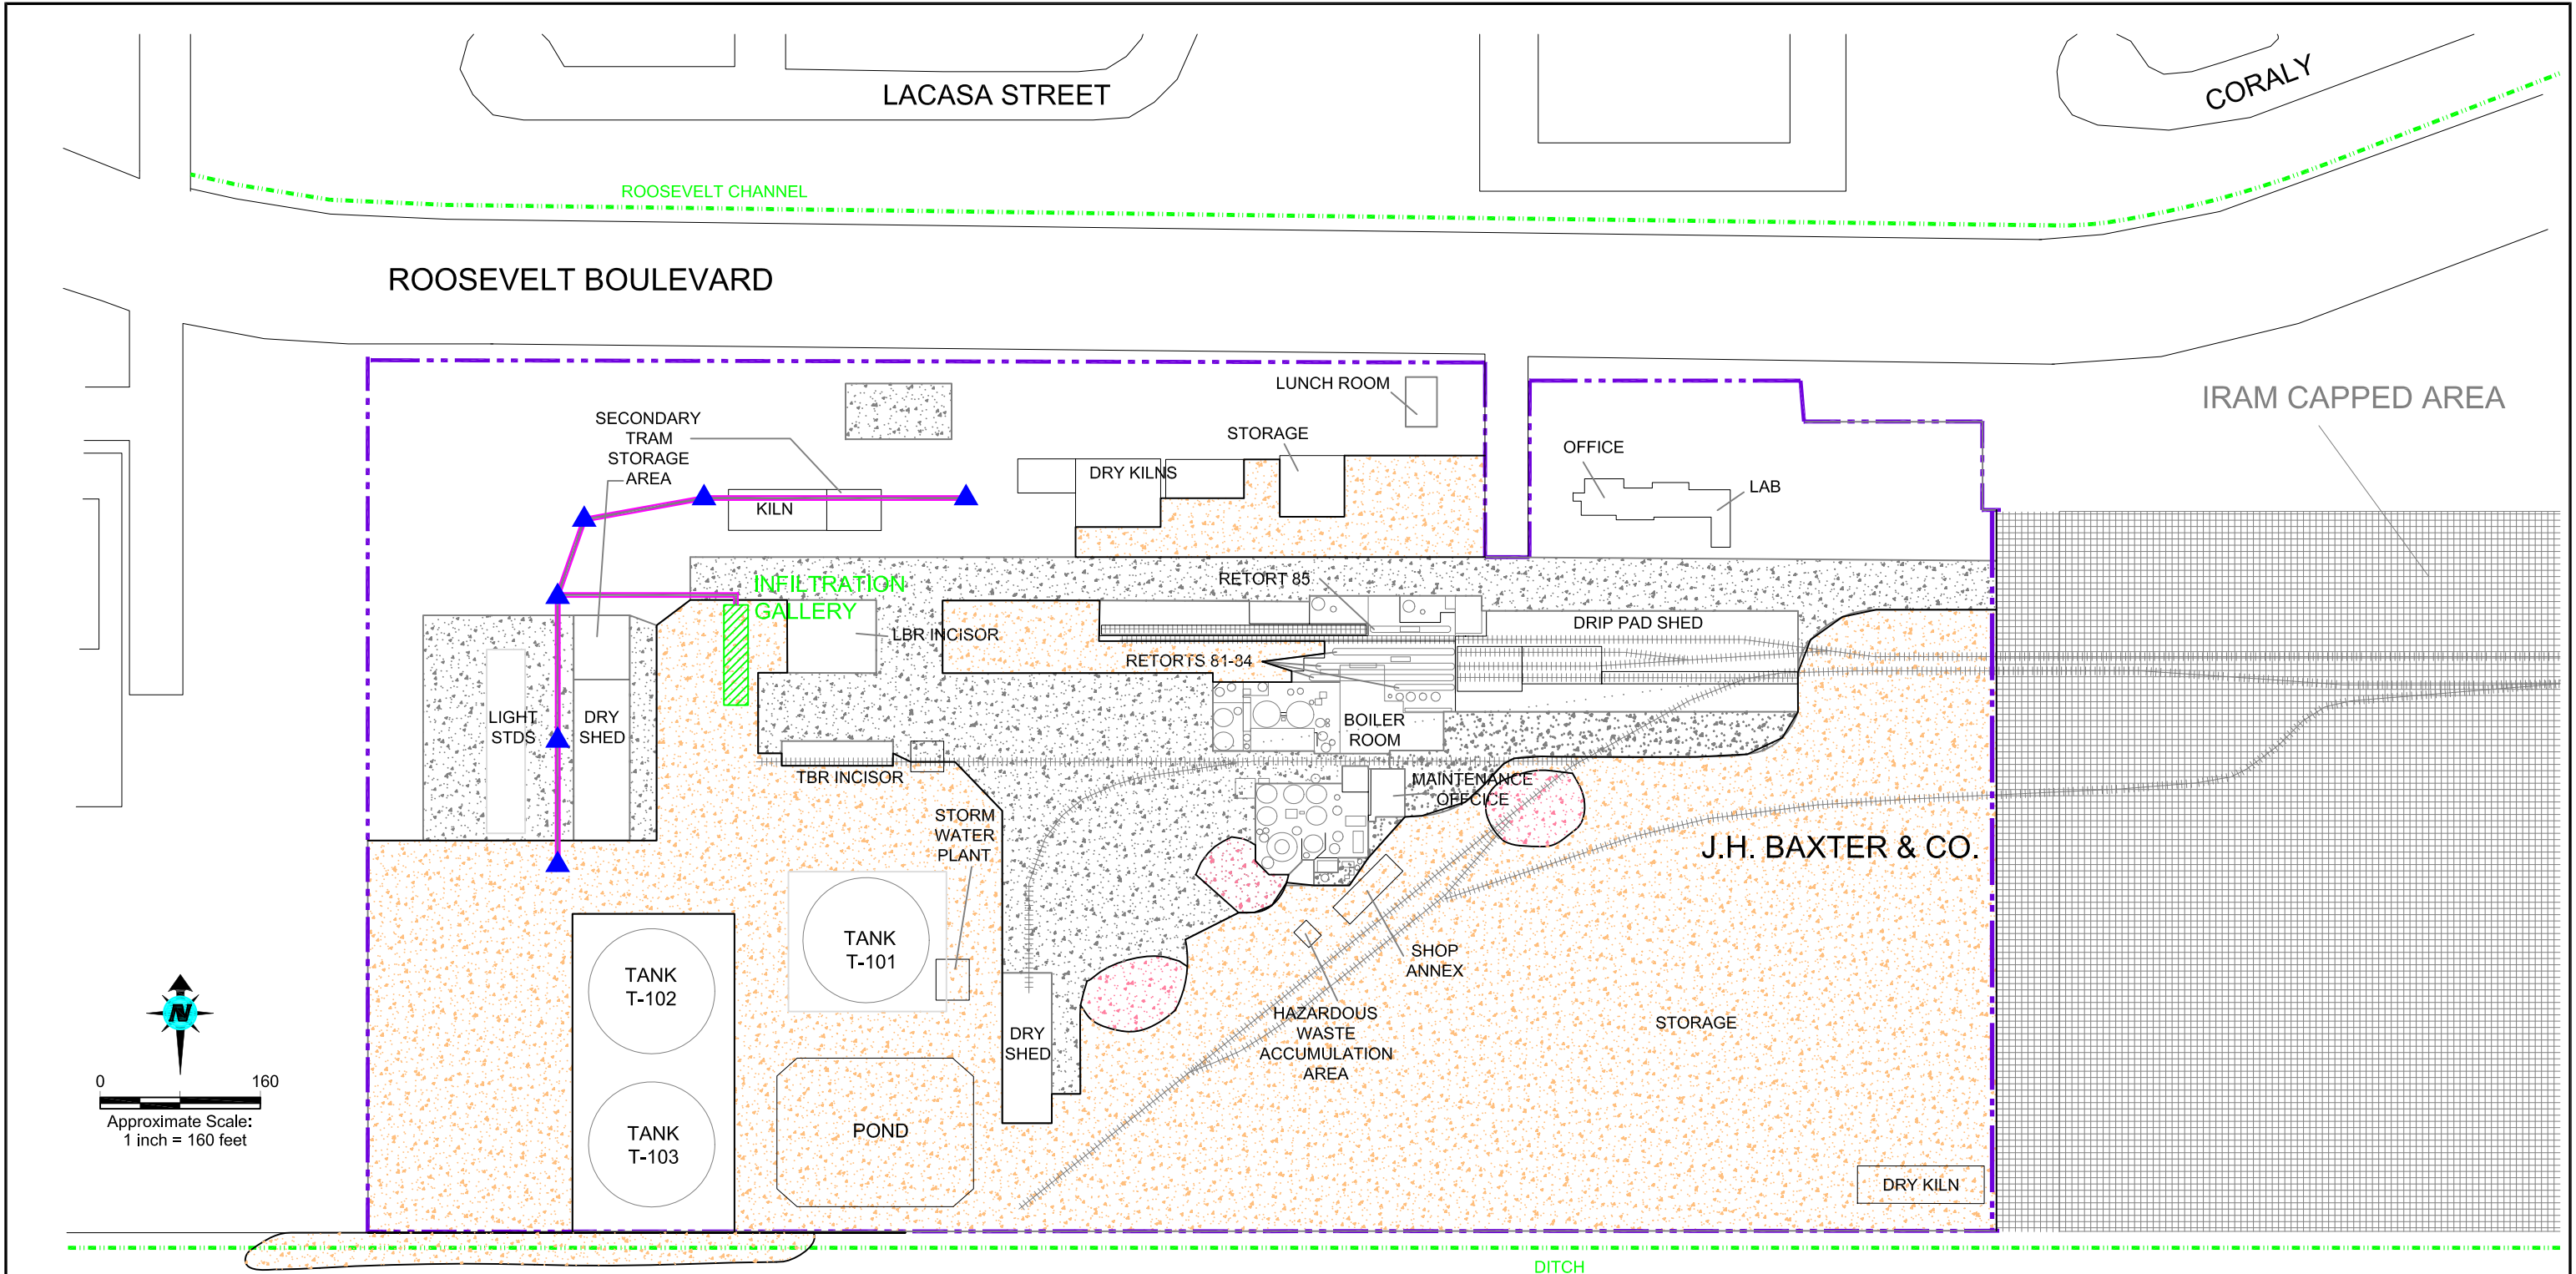 LACASA STREET
CORALY
ROOSEVELT CHANNEL
ROOSEVELT BOULEVARD
IRAM CAPPED AREA
LUNCH ROOM
SECONDARY
TRAM
STORAGE
AREA
STORAGE
OFFICE
DRY KILNS
LAB
KILN
INFILTRATION
GALLERY
RETORT 85
LBR INCISOR
DRIP PAD SHED
RETORTS 81-84
LIGHT
STDS
DRY
SHED
BOILER
ROOM
TBR INCISOR
MAINTENANCE
OFFCICE
STORM
WATER
PLANT
J.H. BAXTER & CO.
TANK
T-101
TANK
T-102
SHOP
ANNEX
N
HAZARDOUS
WASTE
ACCUMULATION
AREA
STORAGE
DRY
SHED
0 160
Approximate Scale:
1 inch = 160 feet
TANK
T-103
POND
DRY KILN
DITCH